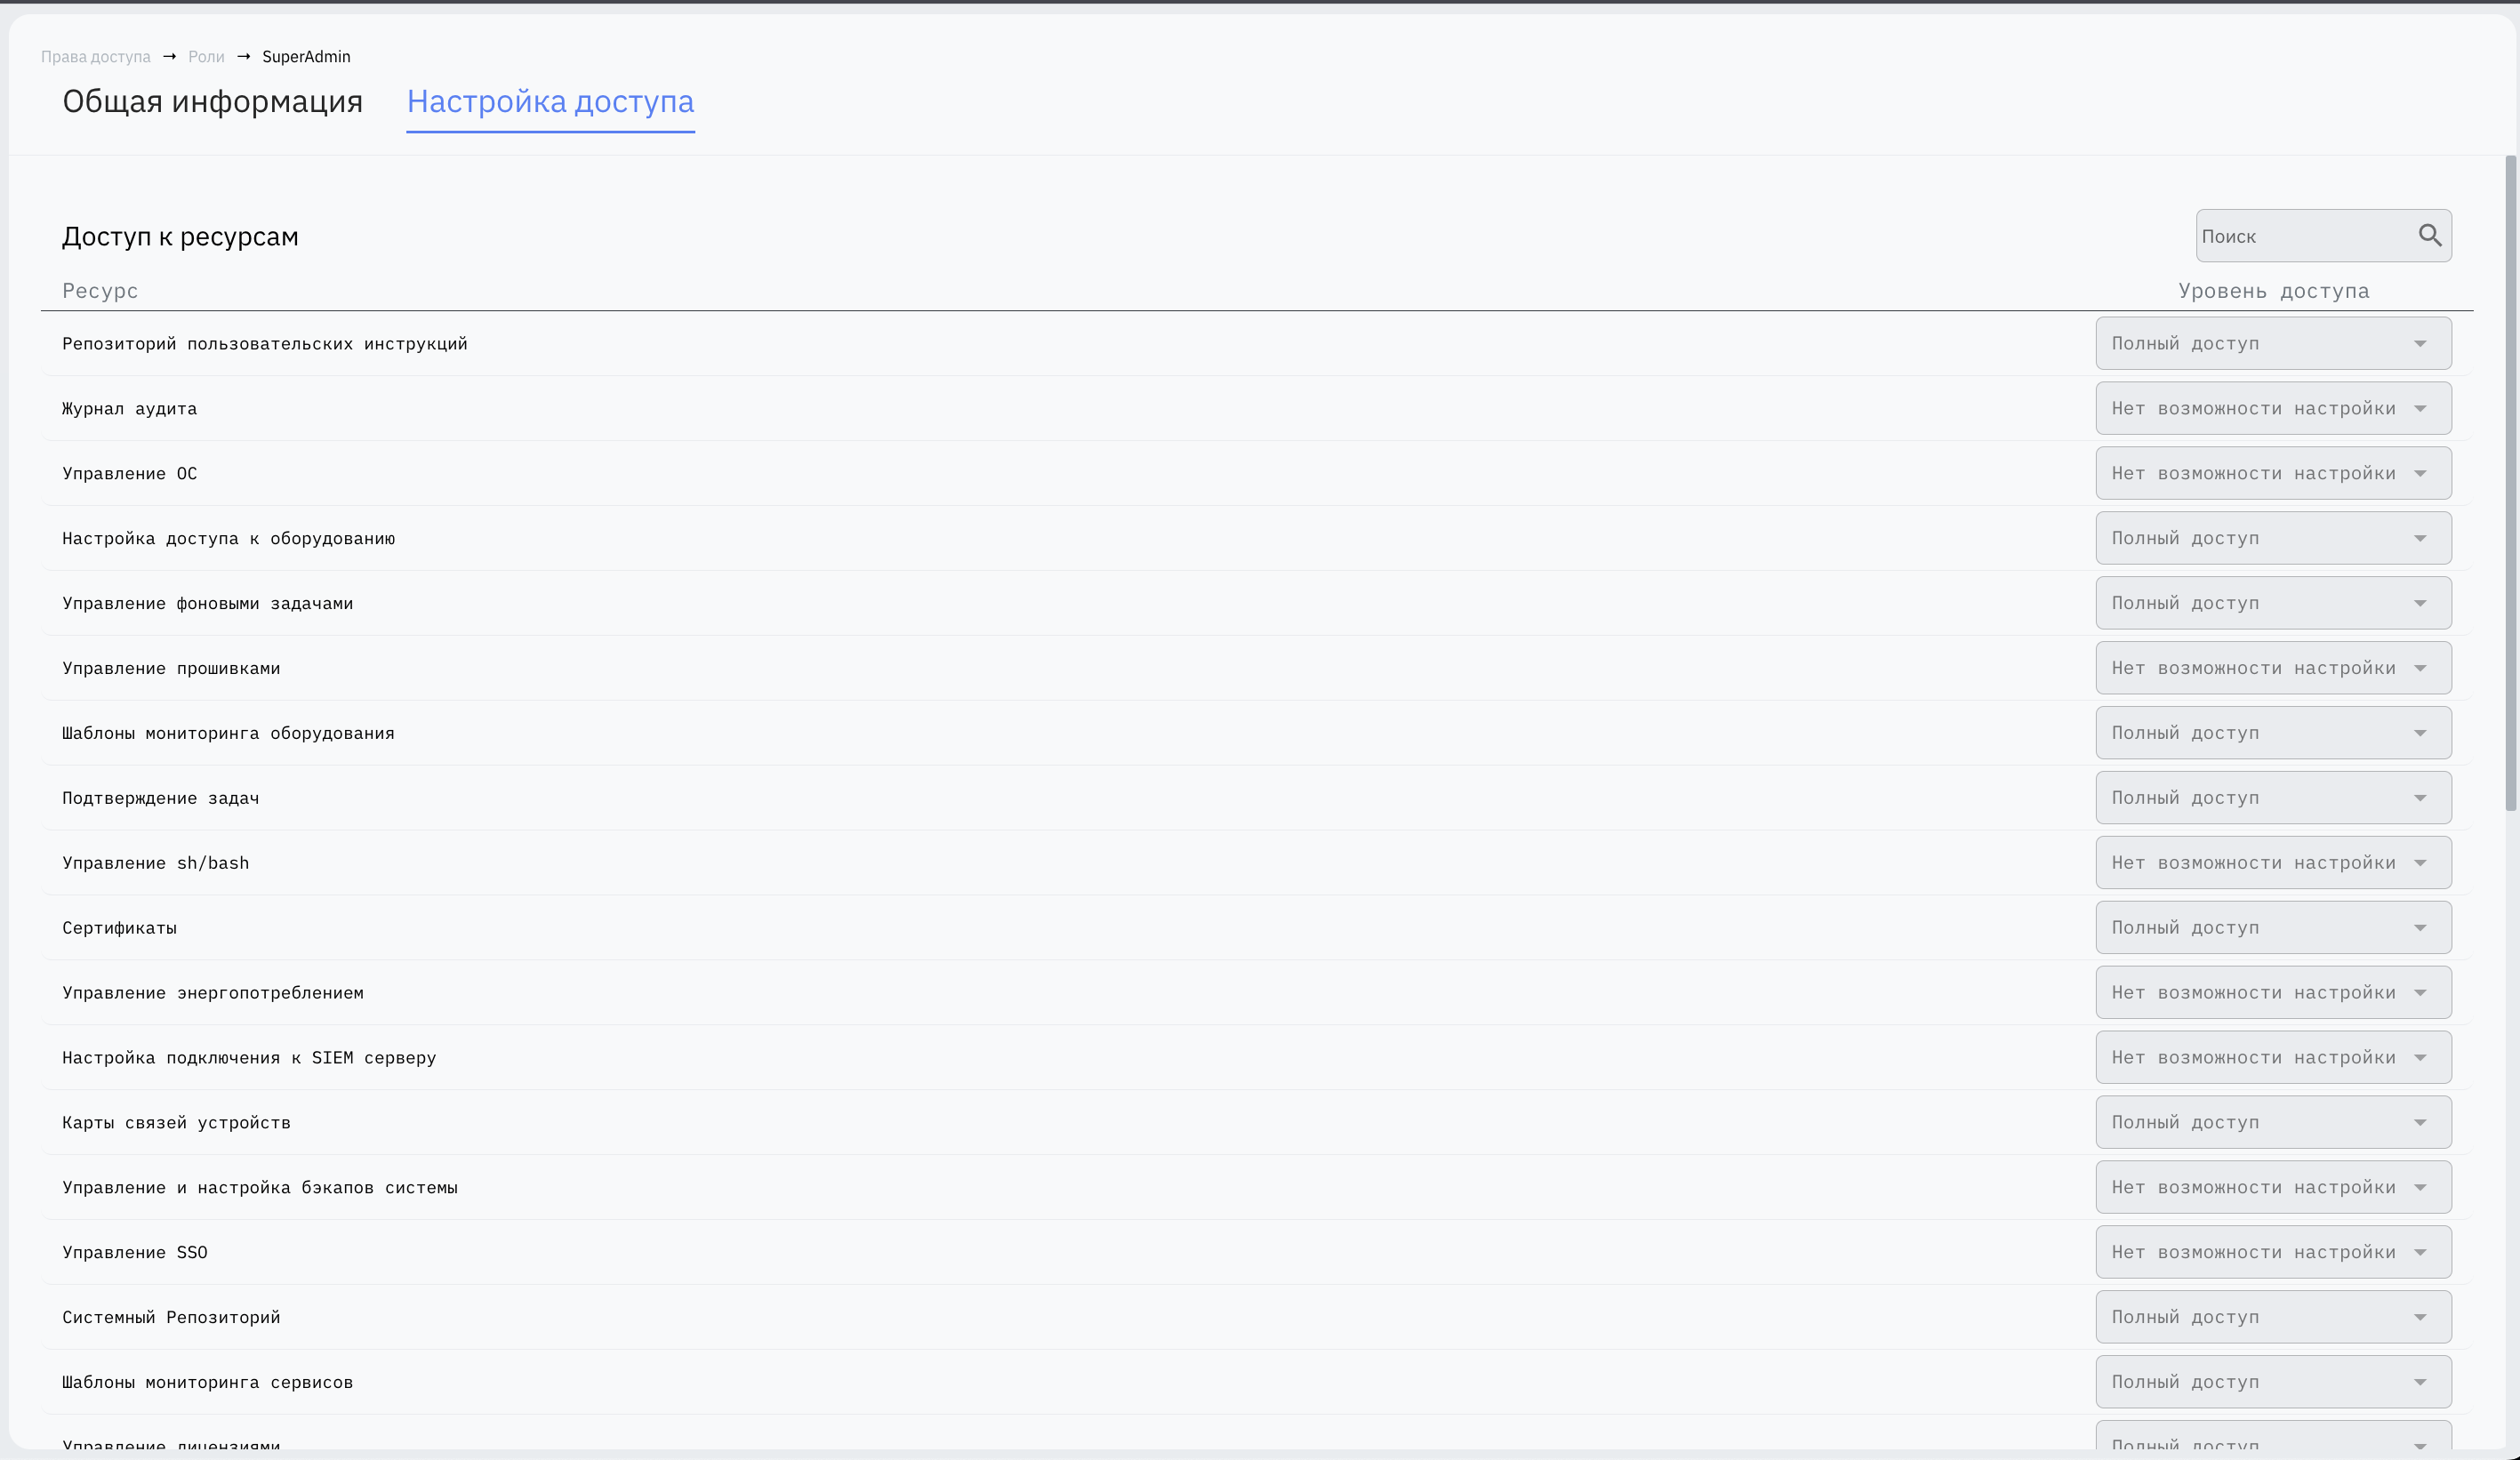 Права доступа → Роли → SuperAdmin
Общая информация Настройка доступа
Доступ к ресурсам Поиск
Ресурс Уровень доступа
Репозиторий пользовательских инструкций Полный доступ
Журнал аудита Нет возможности настройки
Управление ОС Нет возможности настройки
Настройка доступа к оборудованию Полный доступ
Управление фоновыми задачами Полный доступ
Управление прошивками Нет возможности настройки
Шаблоны мониторинга оборудования Полный доступ
Подтверждение задач Полный доступ
Управление sh/bash Нет возможности настройки
Сертификаты Полный доступ
Управление энергопотреблением Нет возможности настройки
Настройка подключения к SIEM серверу Нет возможности настройки
Карты связей устройств Полный доступ
Управление и настройка бэкапов системы Нет возможности настройки
Управление SSO Нет возможности настройки
Системный Репозиторий Полный доступ
Шаблоны мониторинга сервисов Полный доступ
Управление лицензиями Полный доступ